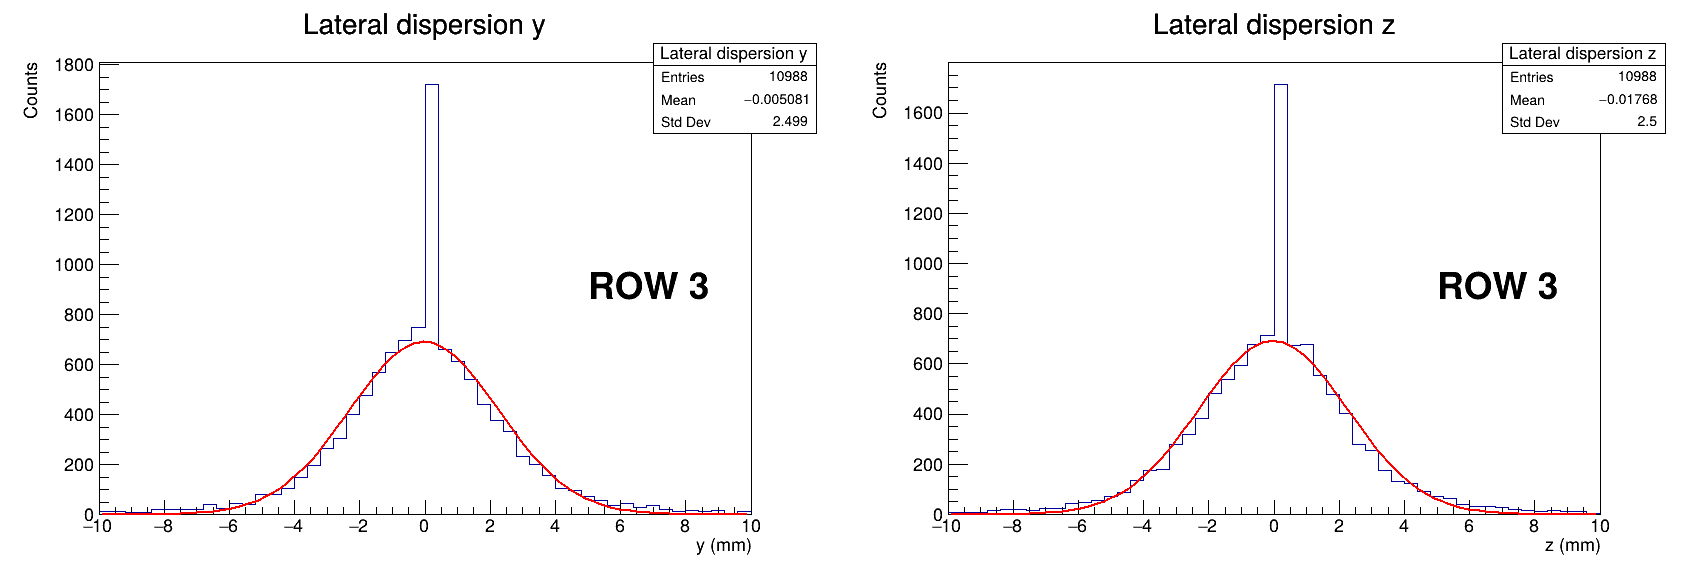 Lateral dispersion y
Counts
1800
1600
1400
1200
1000
800
600
400
200
0
−10
−8
−6
−4
−2
0
2
4
6
8
10
y (mm)
Lateral dispersion y
Entries 10988
Mean −0.005081
Std Dev 2.499
ROW 3
Lateral dispersion z
Counts
1600
1400
1200
1000
800
600
400
200
0
−10
−8
−6
−4
−2
0
2
4
6
8
10
z (mm)
Lateral dispersion z
Entries 10988
Mean −0.01768
Std Dev 2.5
ROW 3